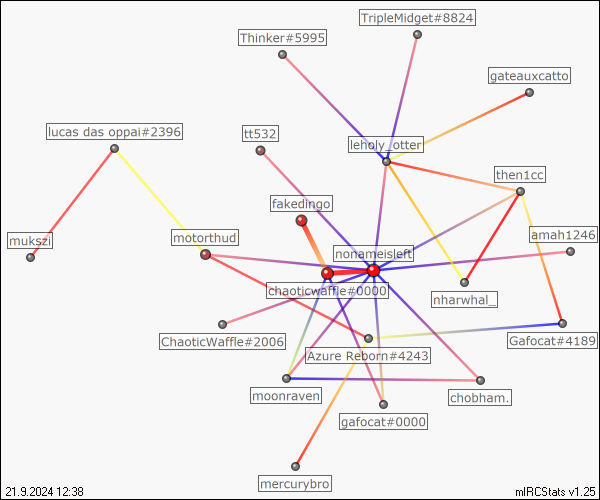 TripleMidget#8824
Thinker#5995
gateauxcatto
lucas das oppai#2396
tt532
leholy_otter
then1cc
fakedingo
mukszi
motorthud
nonameisleft
amah1246
chaoticwaffle#0000
nharwhal_
ChaoticWaffle#2006
Azure Reborn#4243
Gafocat#4189
moonraven
chobham.
gafocat#0000
mercurybro
21.9.2024 12:38
mIRCStats v1.25